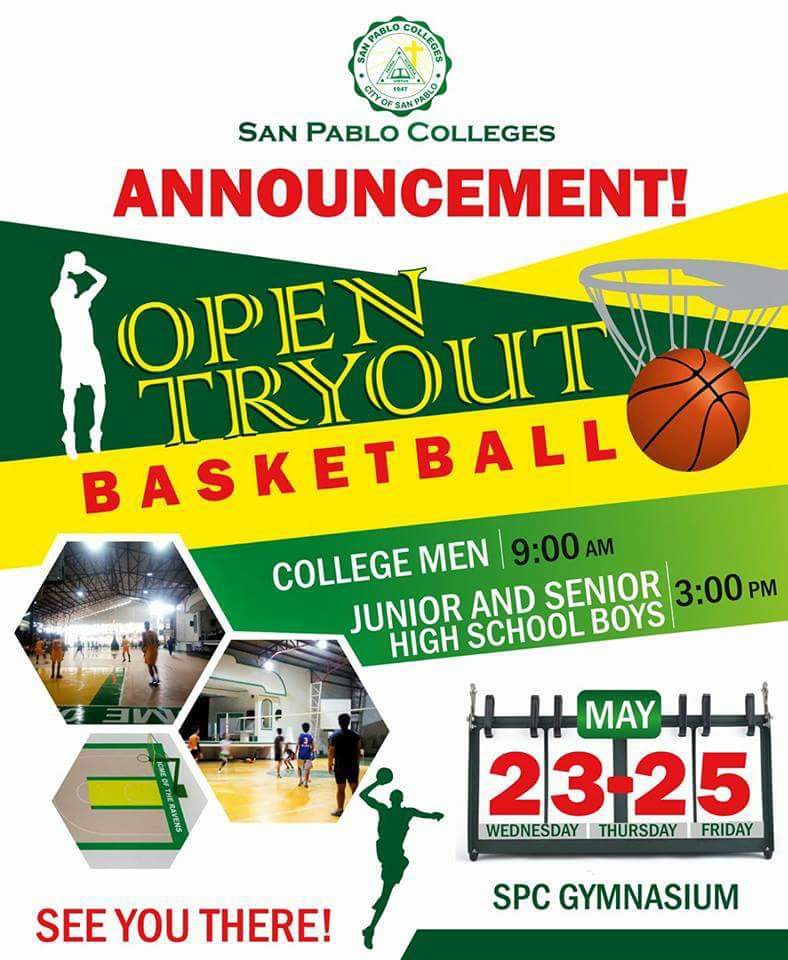 SAN PABLO COLLEGES
1947
CITY OF SAN PABLO
SAN PABLO COLLEGES
ANNOUNCEMENT!
OPEN
TRYOUT
BASKETBALL
COLLEGE MEN 9:00 AM
JUNIOR AND SENIOR
HIGH SCHOOL BOYS 3:00 PM
OME OF THE RAVENS
MAY
23-25
WEDNESDAY THURSDAY FRIDAY
SPC GYMNASIUM
SEE YOU THERE!